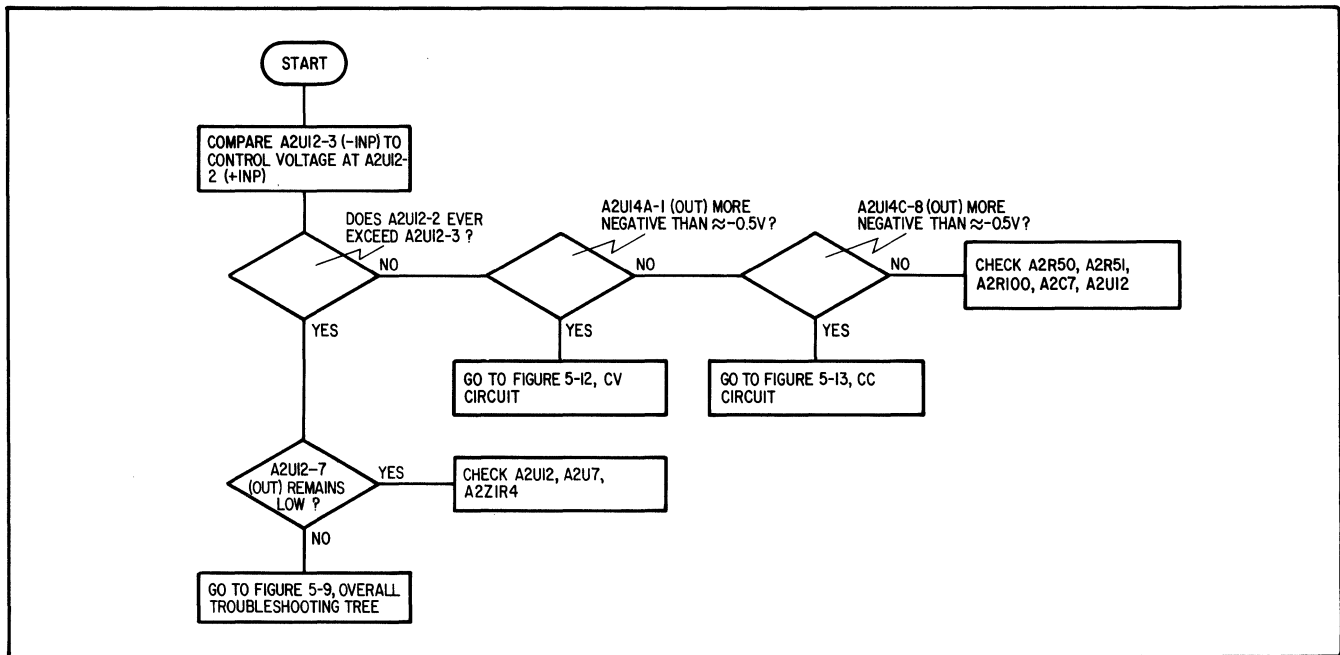 START
COMPARE A2U12-3 (-INP) TO
CONTROL VOLTAGE AT A2U12-
2 (+INP)
DOES A2U12-2 EVER
EXCEED A2U12-3 ?
NO
YES
A2U14A-1 (OUT) MORE
NEGATIVE THAN ≈-0.5V ?
NO
YES
A2U14C-8 (OUT) MORE
NEGATIVE THAN ≈-0.5V ?
NO
YES
CHECK A2R50, A2R51,
A2R100, A2C7, A2U12
GO TO FIGURE 5-12, CV
CIRCUIT
GO TO FIGURE 5-13, CC
CIRCUIT
A2U12-7
(OUT) REMAINS
LOW ?
YES
NO
CHECK A2U12, A2U7,
A2Z1R4
GO TO FIGURE 5-9, OVERALL
TROUBLESHOOTING TREE